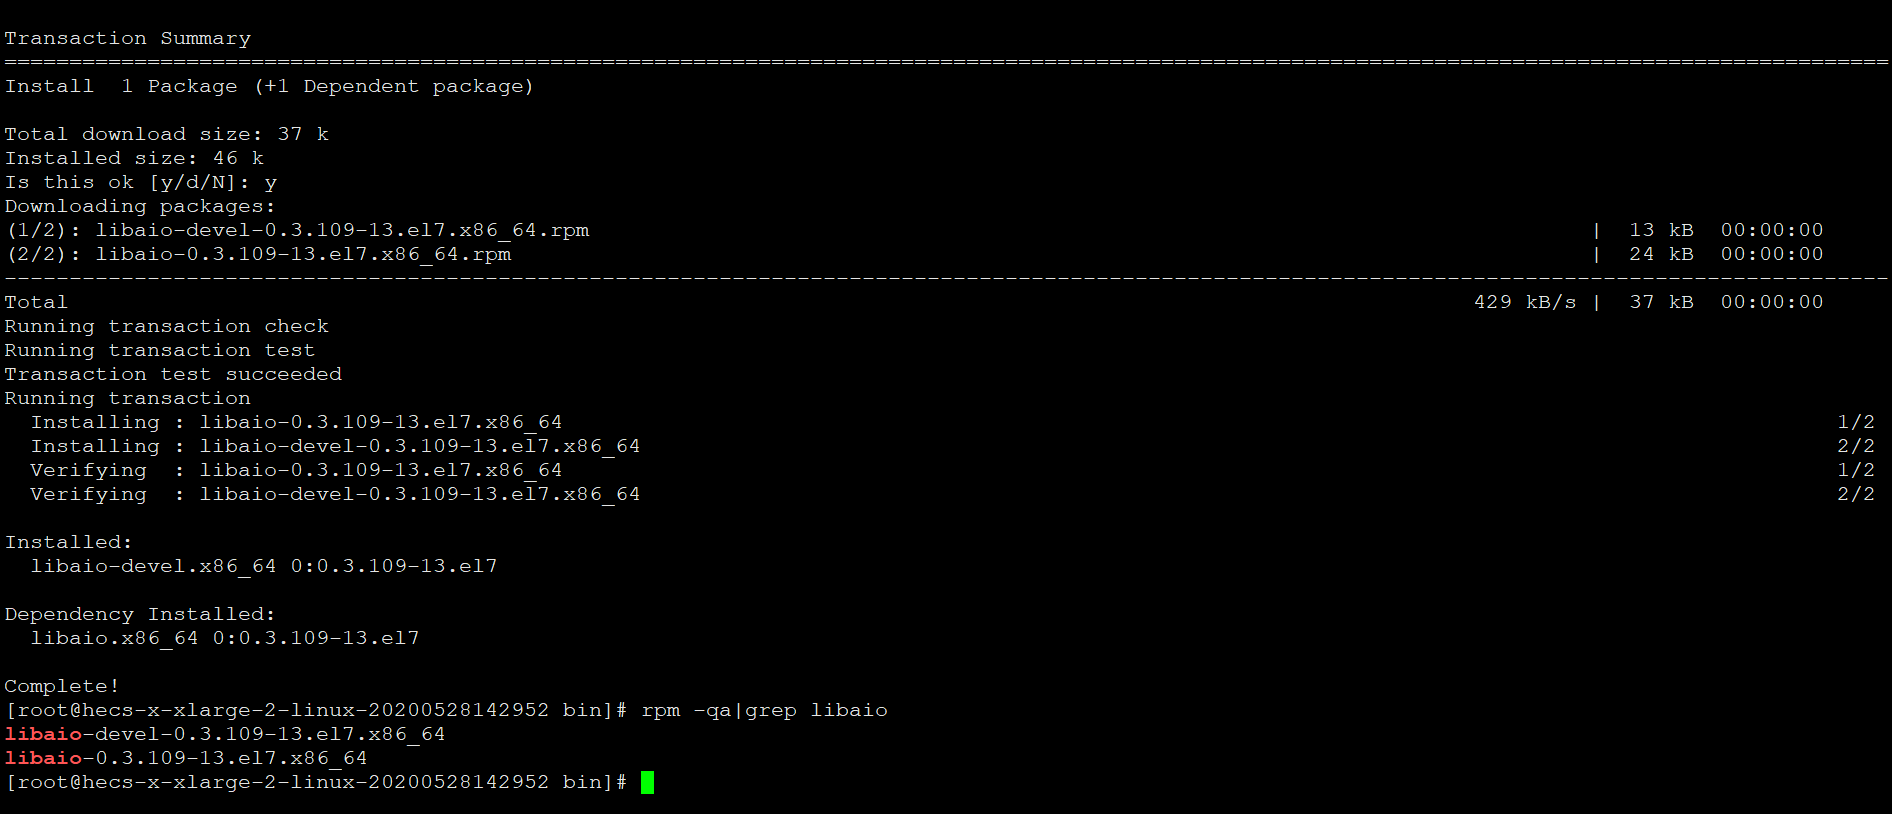 Transaction Summary
=================================================================================================================================================
Install  1 Package (+1 Dependent package)
Total download size: 37 k
Installed size: 46 k
Is this ok [y/d/N]: y
Downloading packages:
(1/2): libaio-devel-0.3.109-13.el7.x86_64.rpm | 13 kB 00:00:00
(2/2): libaio-0.3.109-13.el7.x86_64.rpm | 24 kB 00:00:00
-------------------------------------------------------------------------------------------------------------------------------------------------
Total 429 kB/s | 37 kB 00:00:00
Running transaction check
Running transaction test
Transaction test succeeded
Running transaction
  Installing : libaio-0.3.109-13.el7.x86_64 1/2
  Installing : libaio-devel-0.3.109-13.el7.x86_64 2/2
  Verifying  : libaio-0.3.109-13.el7.x86_64 1/2
  Verifying  : libaio-devel-0.3.109-13.el7.x86_64 2/2
Installed:
  libaio-devel.x86_64 0:0.3.109-13.el7
Dependency Installed:
  libaio.x86_64 0:0.3.109-13.el7
Complete!
[root@hecs-x-xlarge-2-linux-20200528142952 bin]# rpm -qa|grep libaio
libaio-devel-0.3.109-13.el7.x86_64
libaio-0.3.109-13.el7.x86_64
[root@hecs-x-xlarge-2-linux-20200528142952 bin]#